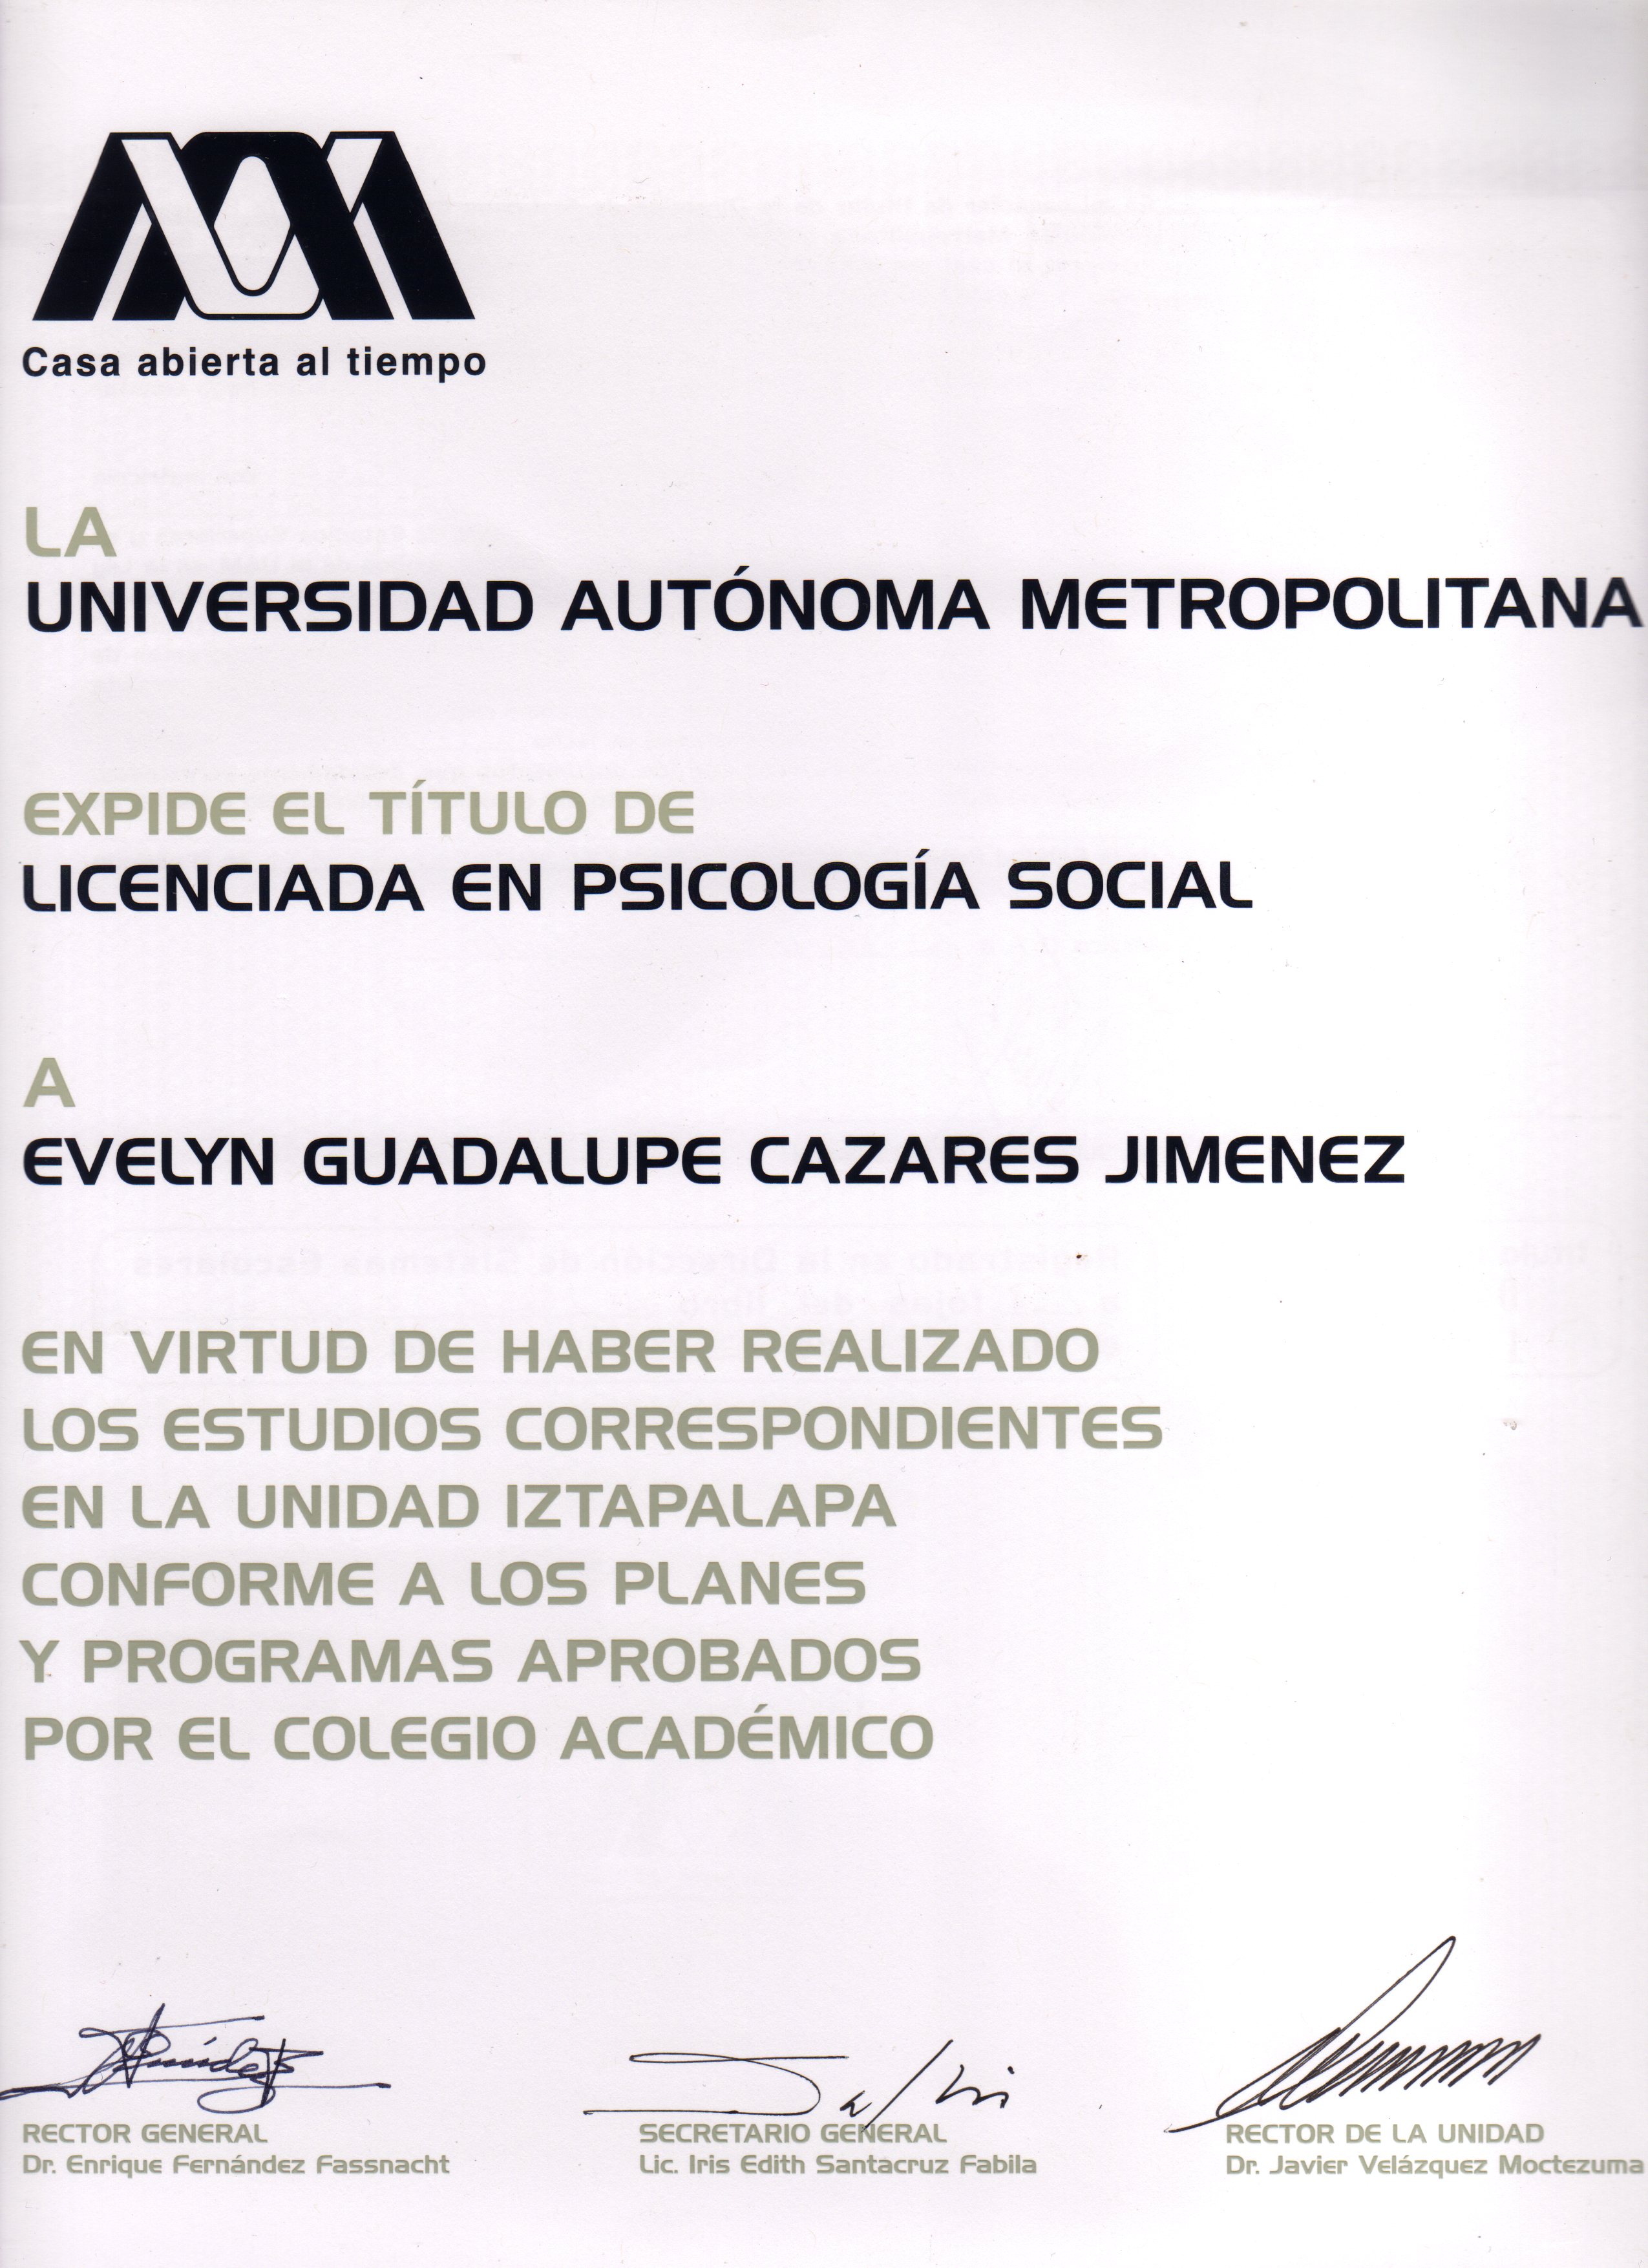 Casa abierta al tiempo
LA
UNIVERSIDAD AUTÓNOMA METROPOLITANA
EXPIDE EL TÍTULO DE
LICENCIADA EN PSICOLOGÍA SOCIAL
A
EVELYN GUADALUPE CAZARES JIMENEZ
EN VIRTUD DE HABER REALIZADO
LOS ESTUDIOS CORRESPONDIENTES
EN LA UNIDAD IZTAPALAPA
CONFORME A LOS PLANES
Y PROGRAMAS APROBADOS
POR EL COLEGIO ACADÉMICO
RECTOR GENERAL
Dr. Enrique Fernández Fassnacht
SECRETARIO GENERAL
Lic. Iris Edith Santacruz Fabila
RECTOR DE LA UNIDAD
Dr. Javier Velázquez Moctezuma